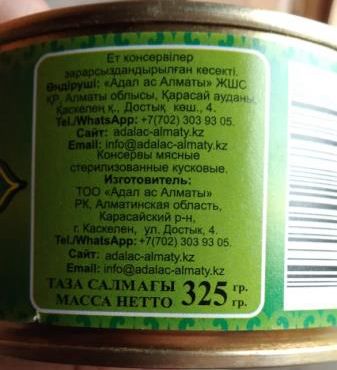 Ет консервілер
зарарсыздандырылған кесекті.
Өндіруші: «Адал ас Алматы» ЖШС
ҚР, Алматы облысы, Қарасай ауданы,
Қаскелең қ., Достық көш., 4.
Tel./WhatsApp: +7(702) 303 93 05.
Сайт: adalac-almaty.kz
Email: info@adalac-almaty.kz
Консервы мясные
стерилизованные кусковые.
Изготовитель:
ТОО «Адал ас Алматы»
РК, Алматинская область,
Карасайский р-н,
г. Каскелен, ул. Достык, 4.
Tel./WhatsApp: +7(702) 303 93 05.
Сайт: adalac-almaty.kz
Email: info@adalac-almaty.kz
ТАЗА САЛМАҒЫ 325 гр.
МАССА НЕТТО гр.